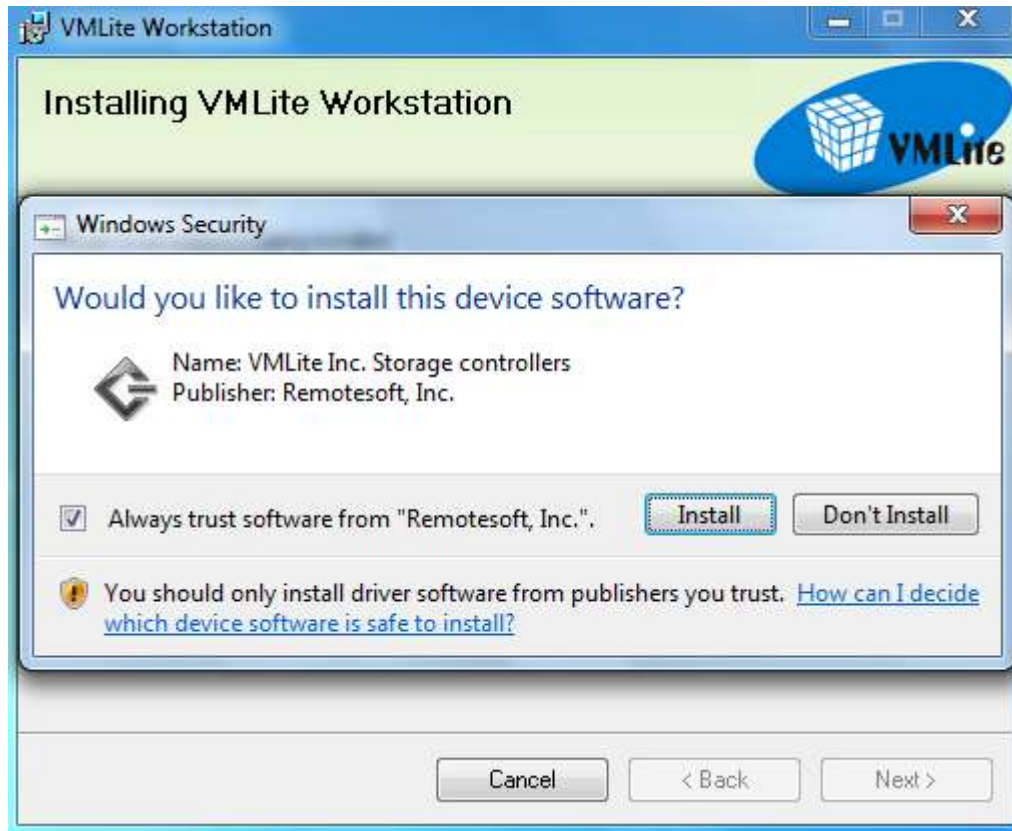 VMLite Workstation
Installing VMLite Workstation
VMLite
Windows Security
Would you like to install this device software?
Name: VMLite Inc. Storage controllers
Publisher: Remotesoft, Inc.
Always trust software from "Remotesoft, Inc.".
Install
Don't Install
You should only install driver software from publishers you trust. How can I decide
which device software is safe to install?
Cancel
< Back
Next >